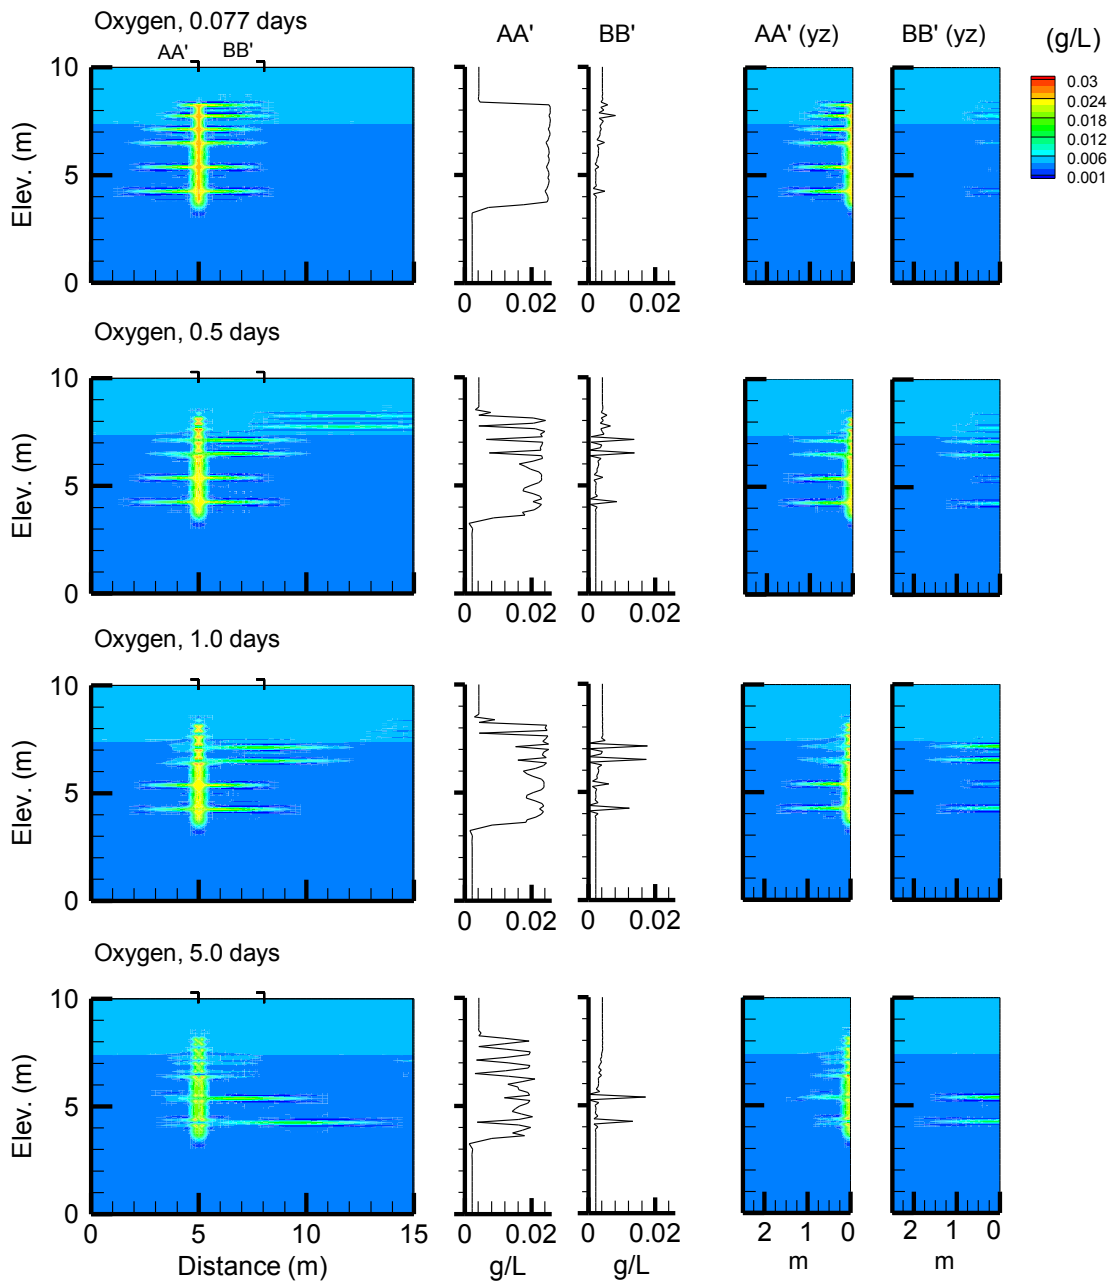 Oxygen, 0.077 days
AA' BB'
AA' BB' AA' (yz) BB' (yz) (g/L)
10
5
0
Elev. (m)
0 0.02 0 0.02
0.03
0.024
0.018
0.012
0.006
0.001
Oxygen, 0.5 days
10
5
0
Elev. (m)
0 0.02 0 0.02
Oxygen, 1.0 days
10
5
0
Elev. (m)
0 0.02 0 0.02
Oxygen, 5.0 days
10
5
0
Elev. (m)
0 5 10 15 0 0.02 0 0.02 2 1 0 2 1 0
Distance (m) g/L g/L m m